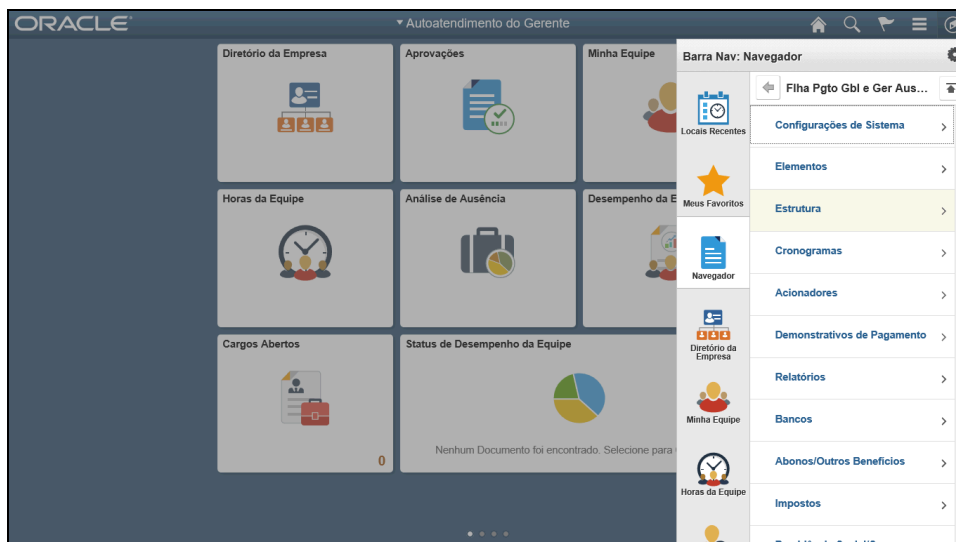 ORACLE
Autoatendimento do Gerente
Diretório da Empresa
Aprovações
Minha Equipe
Horas da Equipe
Análise de Ausência
Desempenho da E
Cargos Abertos
0
Status de Desempenho da Equipe
Nenhum Documento foi encontrado. Selecione para
Barra Nav: Navegador
Locais Recentes
Meus Favoritos
Navegador
Diretório da
Empresa
Minha Equipe
Horas da Equipe
Flha Pgto Gbl e Ger Aus...
Configurações de Sistema
Elementos
Estrutura
Cronogramas
Acionadores
Demonstrativos de Pagamento
Relatórios
Bancos
Abonos/Outros Benefícios
Impostos